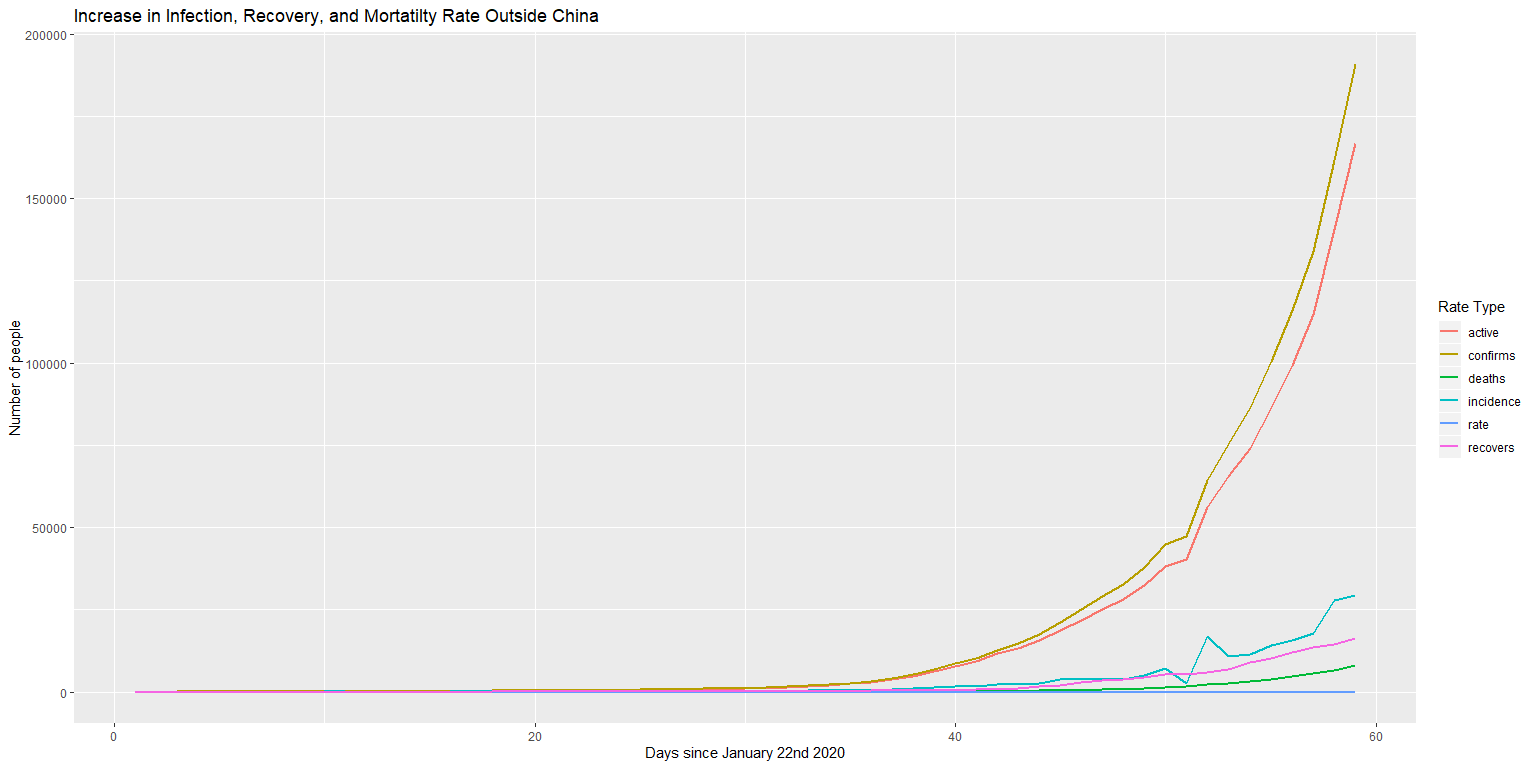 Increase in Infection, Recovery, and Mortatilty Rate Outside China
200000
150000
100000
50000
0
Number of people
0
20
40
60
Days since January 22nd 2020
Rate Type
active
confirms
deaths
incidence
rate
recovers